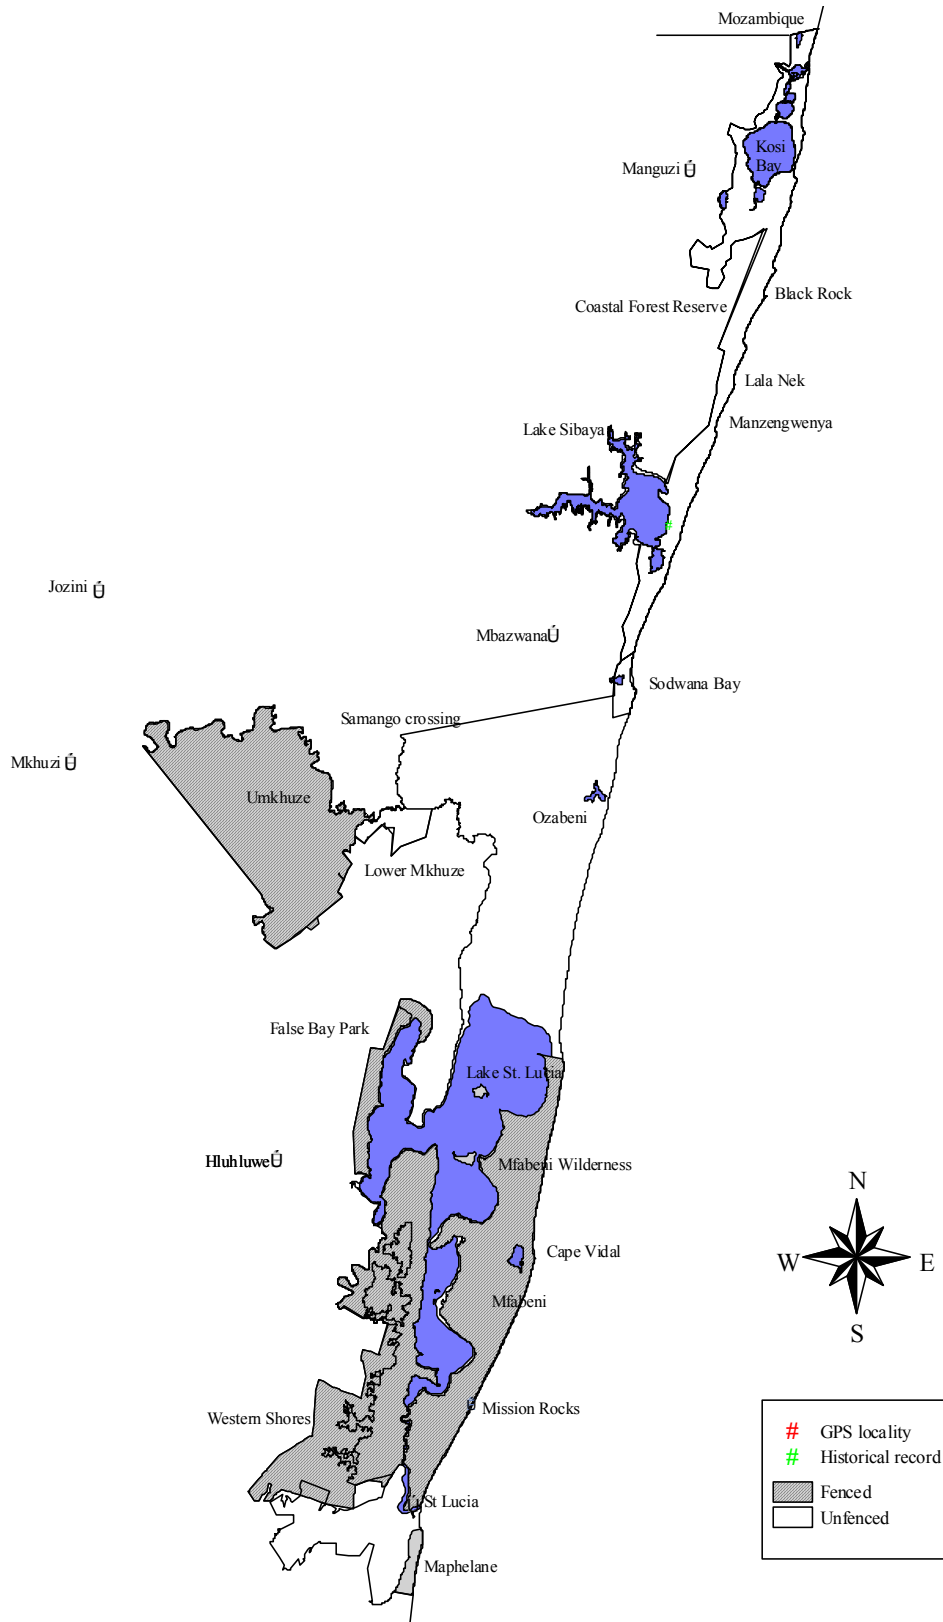 Mozambique
Kosi
Bay
Manguzi
Black Rock
Coastal Forest Reserve
Lala Nek
Manzengwenya
Lake Sibaya
Jozini
Mbazwana
Sodwana Bay
Samango crossing
Mkhuzi
Umkhuze
Ozabeni
Lower Mkhuze
False Bay Park
Lake St. Lucia
Hluhluwe
Mfabeni Wilderness
N
Cape Vidal
W
E
Mfabeni
S
Mission Rocks
Western Shores
# GPS locality
# Historical record
Fenced
St Lucia
Unfenced
Maphelane